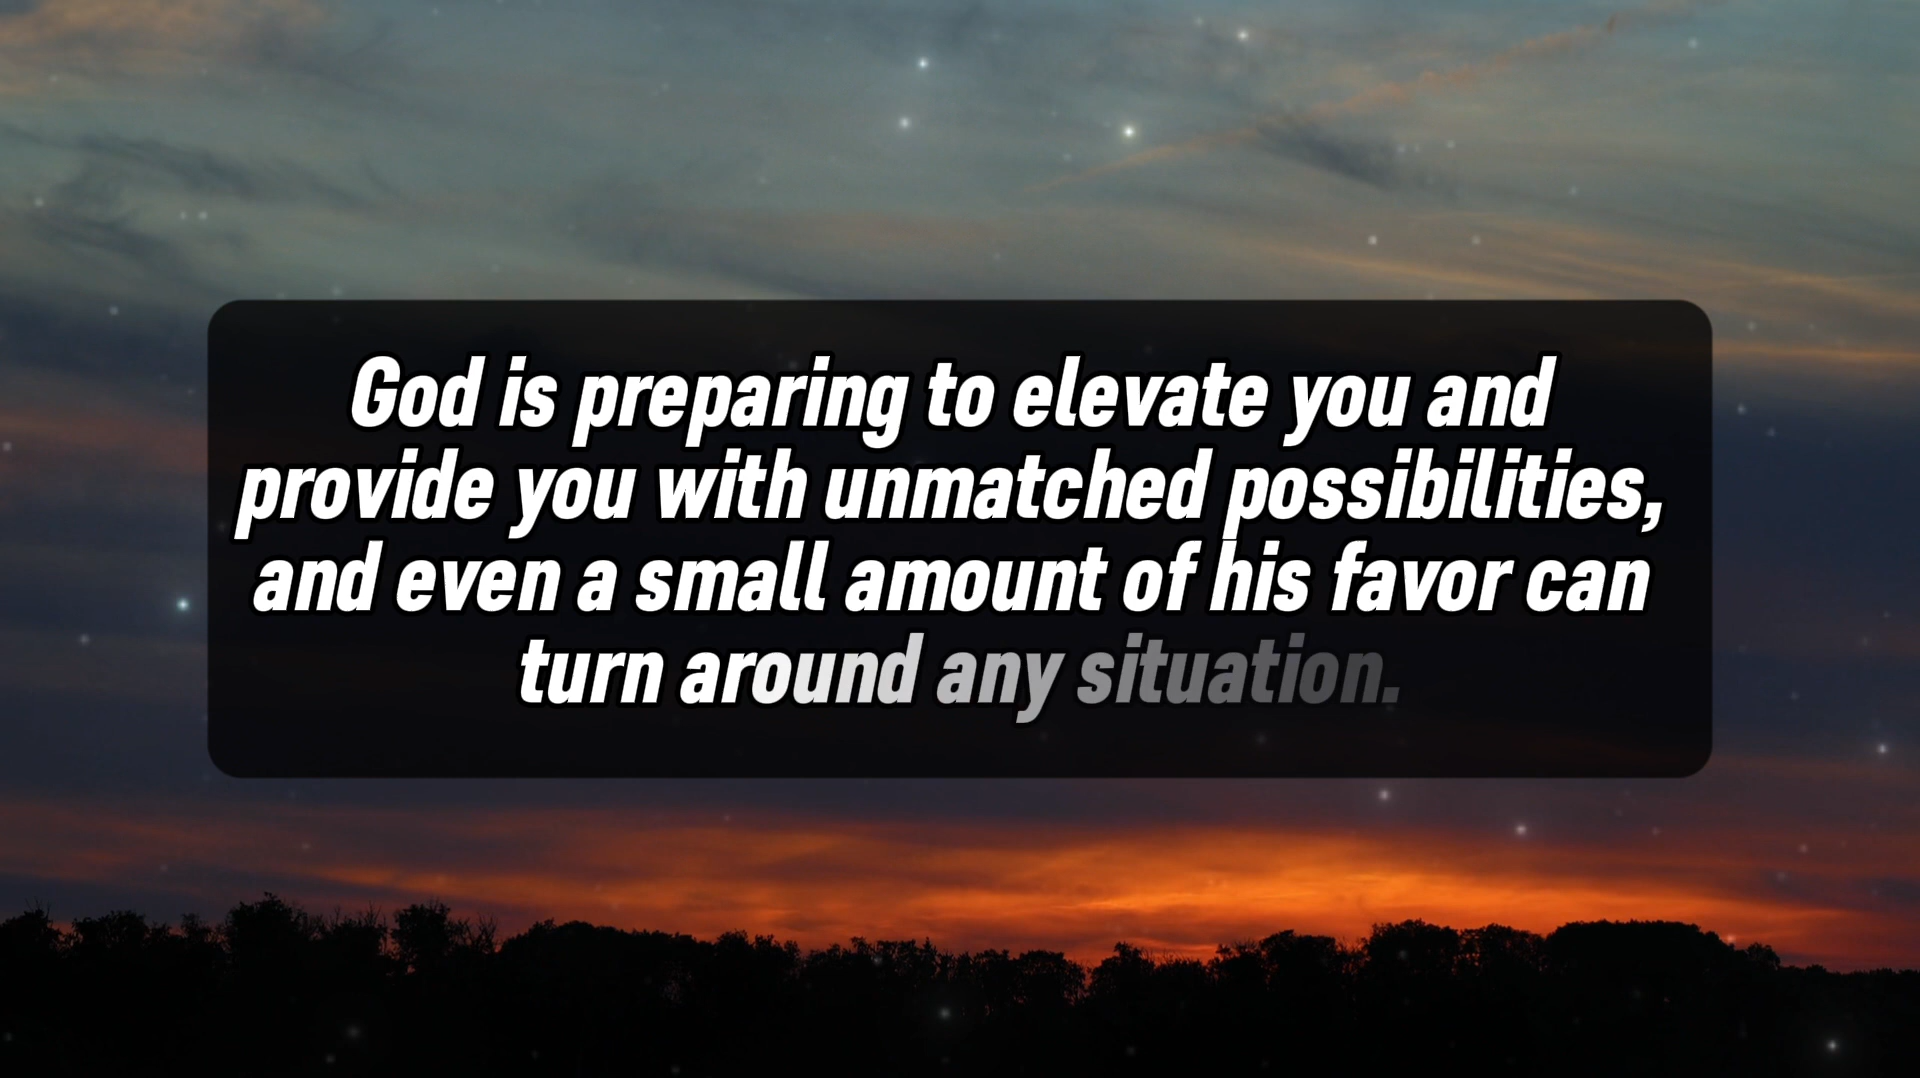 God is preparing to elevate you and
provide you with unmatched possibilities,
and even a small amount of his favor can
turn around any situation.